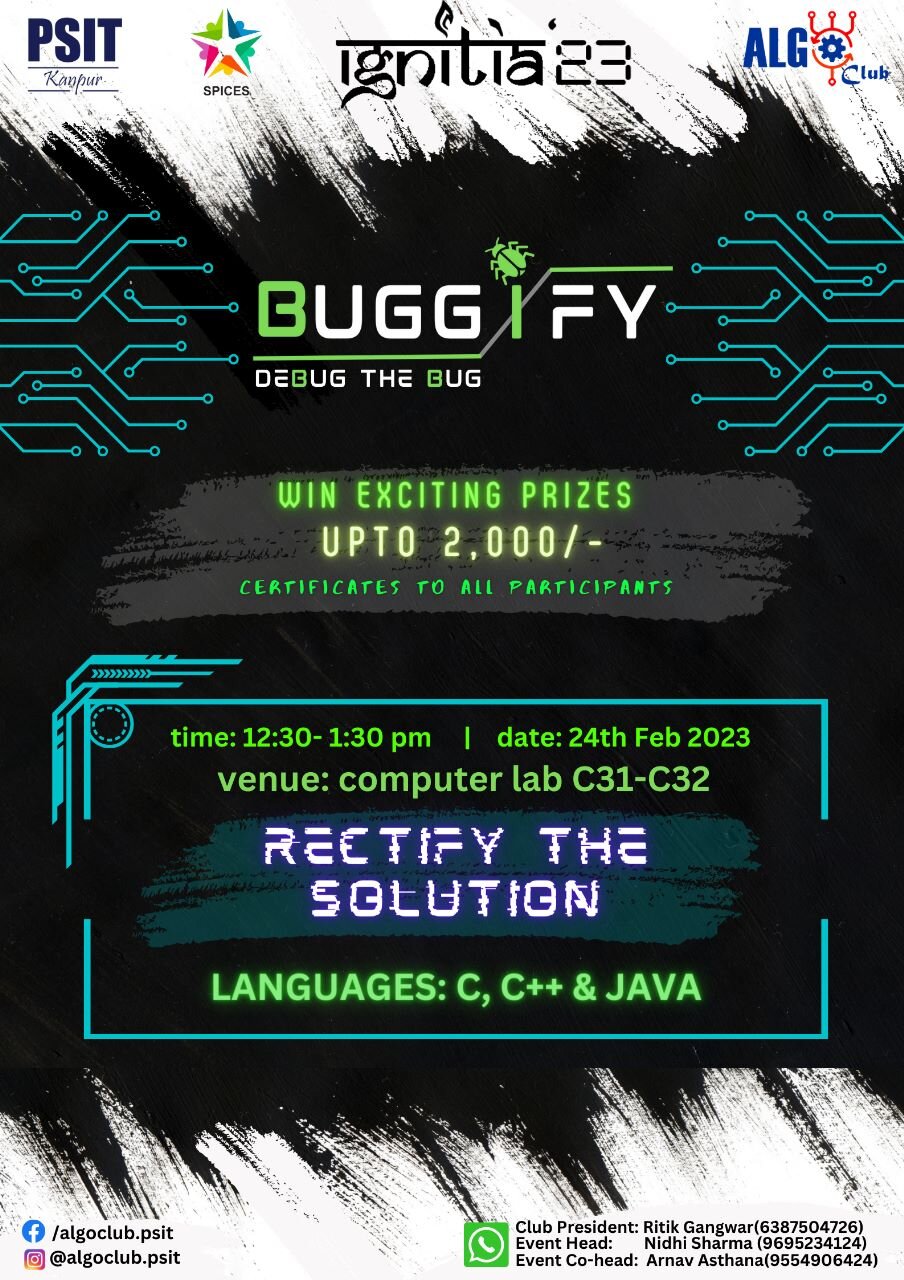 PSIT
Kanpur
SPICES
ignitia'23
ALGO
Club
BUGGIFY
DEBUG THE BUG
WIN EXCITING PRIZES
UPTO 2,000/-
CERTIFICATES TO ALL PARTICIPANTS
time: 12:30- 1:30 pm | date: 24th Feb 2023
venue: computer lab C31-C32
RECTIFY THE
SOLUTION
LANGUAGES: C, C++ & JAVA
/algoclub.psit
@algoclub.psit
Club President: Ritik Gangwar(6387504726)
Event Head: Nidhi Sharma (9695234124)
Event Co-head: Arnav Asthana(9554906424)